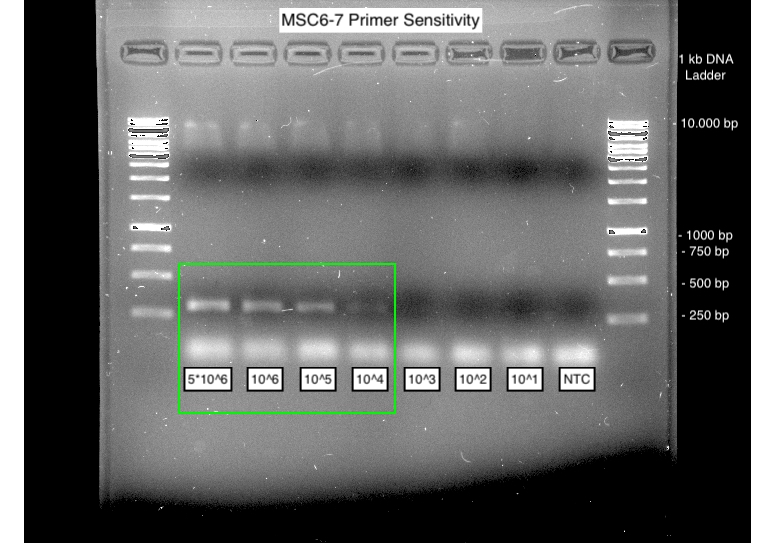 MSC6-7 Primer Sensitivity
1 kb DNA
Ladder
- 10.000 bp
- 1000 bp
- 750 bp
- 500 bp
- 250 bp
5*10^6
10^6
10^5
10^4
10^3
10^2
10^1
NTC